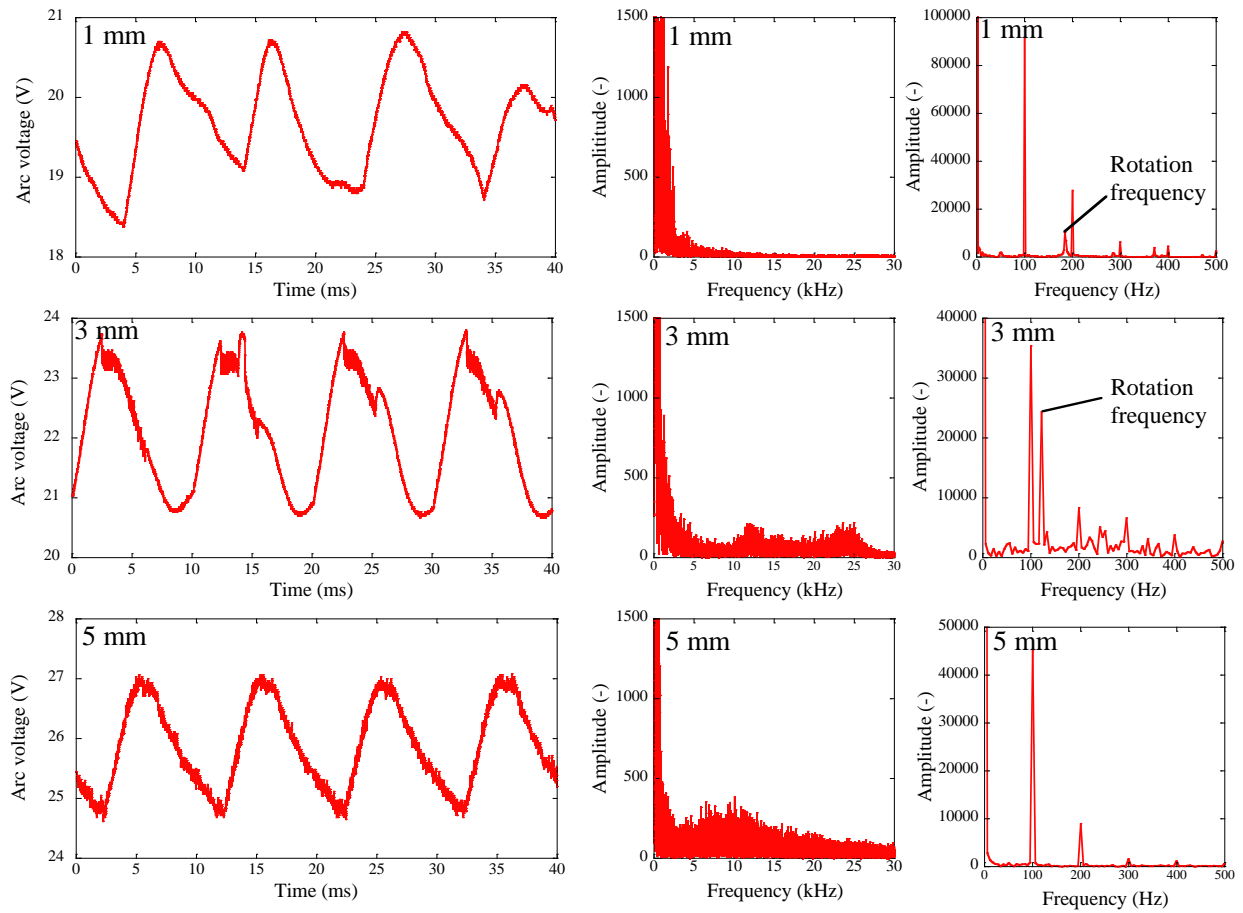 1 mm
Arc voltage (V)
21
20
19
18
0 5 10 15 20 25 30 35 40
Time (ms)
1 mm
Amplititude (-)
1500
1000
500
0
0 5 10 15 20 25 30
Frequency (kHz)
1 mm
Amplitude (-)
100000
80000
60000
40000
20000
0
Rotation
frequency
0 100 200 300 400 500
Frequency (Hz)
3 mm
Arc voltage (V)
24
23
22
21
20
0 5 10 15 20 25 30 35 40
Time (ms)
3 mm
Amplitude (-)
1500
1000
500
0
0 5 10 15 20 25 30
Frequency (kHz)
3 mm
Amplitude (-)
40000
30000
20000
10000
0
Rotation
frequency
0 100 200 300 400 500
Frequency (Hz)
5 mm
Arc voltage (V)
28
27
26
25
24
0 5 10 15 20 25 30 35 40
Time (ms)
5 mm
Amplitude (-)
1500
1000
500
0
0 5 10 15 20 25 30
Frequency (kHz)
5 mm
Amplitude (-)
50000
40000
30000
20000
10000
0
0 100 200 300 400 500
Frequency (Hz)